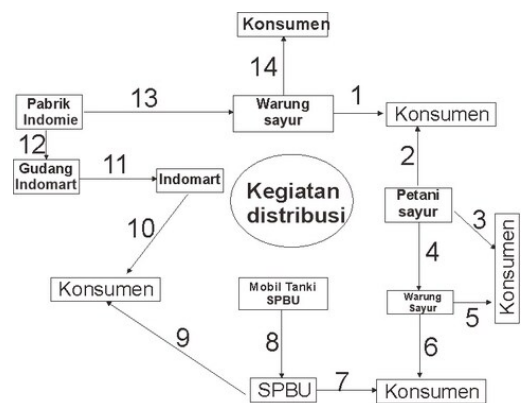 Konsumen
14
13
1
Pabrik
Indomie
Warung
sayur
Konsumen
12
2
11
Gudang
Indomart
Indomart
Kegiatan
distribusi
Petani
sayur
3
10
4
Konsumen
Konsumen
Mobil Tanki
SPBU
Warung
Sayur
5
9
8
6
7
SPBU
Konsumen